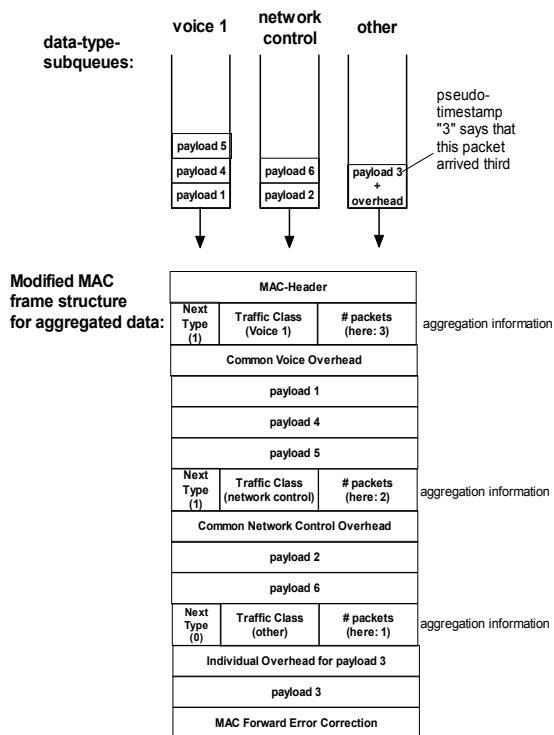 data-type-
subqueues:
voice 1
network
control
other
pseudo-
timestamp
"3" says that
this packet
arrived third
payload 5
payload 4
payload 1
payload 6
payload 2
payload 3
+
overhead
Modified MAC
frame structure
for aggregated data:
MAC-Header
Next
Type
(1)
Traffic Class
(Voice 1)
# packets
(here: 3)
aggregation information
Common Voice Overhead
payload 1
payload 4
payload 5
Next
Type
(1)
Traffic Class
(network control)
# packets
(here: 2)
aggregation information
Common Network Control Overhead
payload 2
payload 6
Next
Type
(0)
Traffic Class
(other)
# packets
(here: 1)
aggregation information
Individual Overhead for payload 3
payload 3
MAC Forward Error Correction